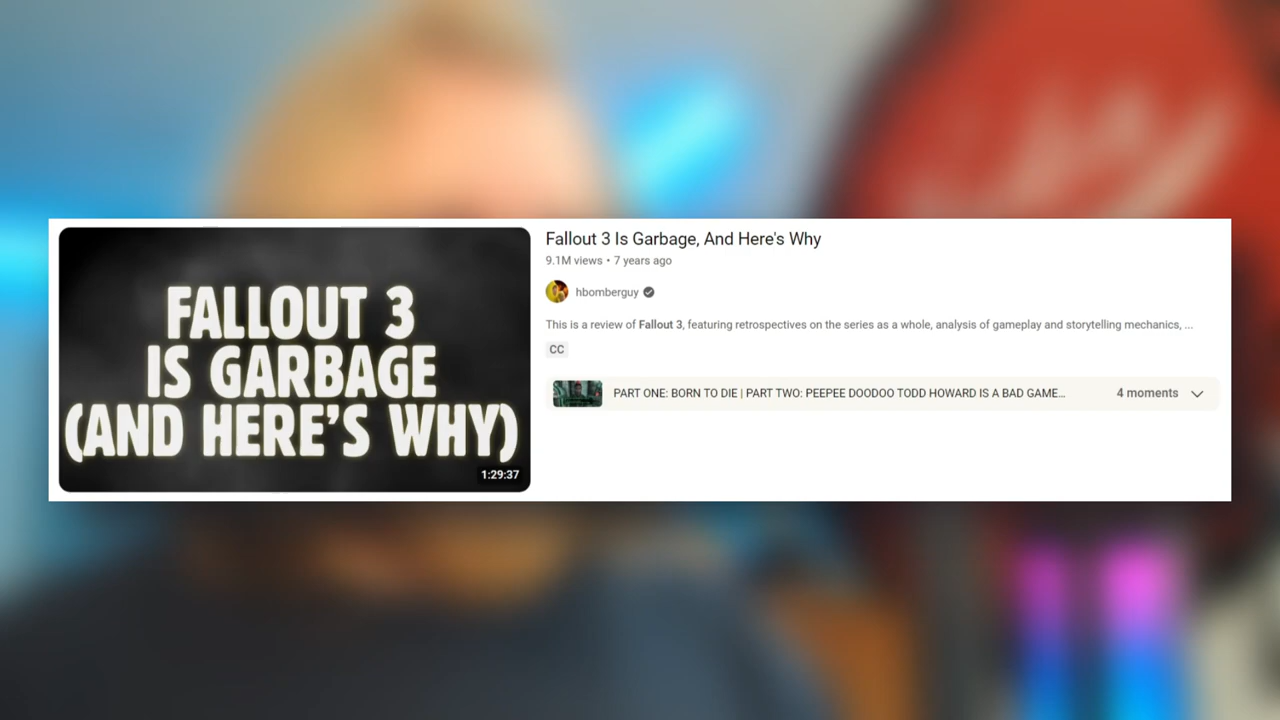 FALLOUT 3
IS GARBAGE
(AND HERE'S WHY)
1:29:37
Fallout 3 Is Garbage, And Here's Why
9.1M views • 7 years ago
hbomberguy
This is a review of Fallout 3, featuring retrospectives on the series as a whole, analysis of gameplay and storytelling mechanics, ...
CC
PART ONE: BORN TO DIE | PART TWO: PEEPEE DOODOO TODD HOWARD IS A BAD GAME...
4 moments